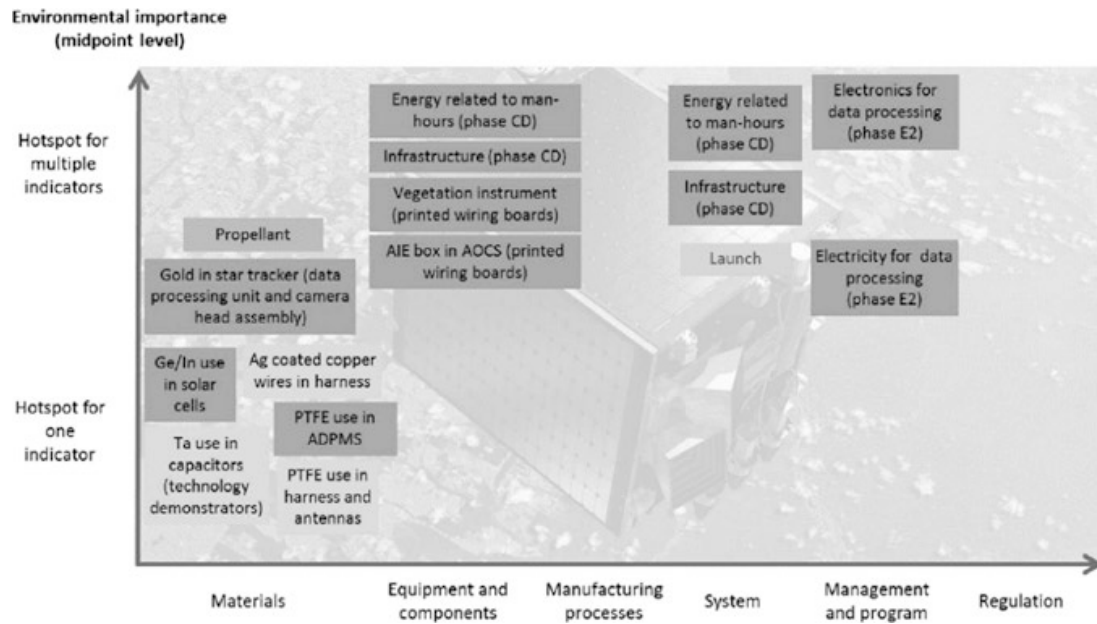 Environmental importance
(midpoint level)
Hotspot for
multiple
indicators
Hotspot for
one
indicator
Propellant
Gold in star tracker (data
processing unit and camera
head assembly)
Ge/In use
in solar
cells
Ag coated copper
wires in harness
PTFE use in
ADPMS
Ta use in
capacitors
(technology
demonstrators)
PTFE use in
harness and
antennas
Energy related to man-
hours (phase CD)
Infrastructure (phase CD)
Vegetation instrument
(printed wiring boards)
AIE box in AOCS (printed
wiring boards)
Energy related
to man-hours
(phase CD)
Infrastructure
(phase CD)
Launch
Electronics for
data processing
(phase E2)
Electricity for data
processing
(phase E2)
Materials
Equipment and
components
Manufacturing
processes
System
Management
and program
Regulation